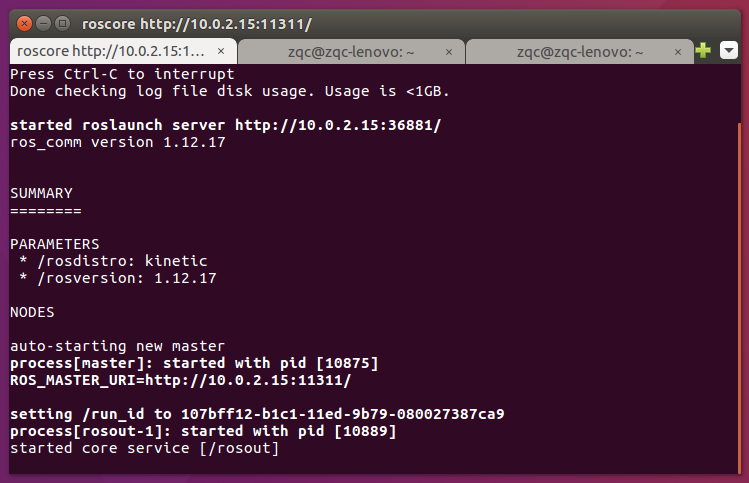 roscore http://10.0.2.15:11311/
roscore http://10.0.2.15:1... × zqc@zqc-lenovo: ~ × zqc@zqc-lenovo: ~ ×
Press Ctrl-C to interrupt
Done checking log file disk usage. Usage is <1GB.
started roslaunch server http://10.0.2.15:36881/
ros_comm version 1.12.17
SUMMARY
========
PARAMETERS
 * /rosdistro: kinetic
 * /rosversion: 1.12.17
NODES
auto-starting new master
process[master]: started with pid [10875]
ROS_MASTER_URI=http://10.0.2.15:11311/
setting /run_id to 107bff12-b1c1-11ed-9b79-080027387ca9
process[rosout-1]: started with pid [10889]
started core service [/rosout]